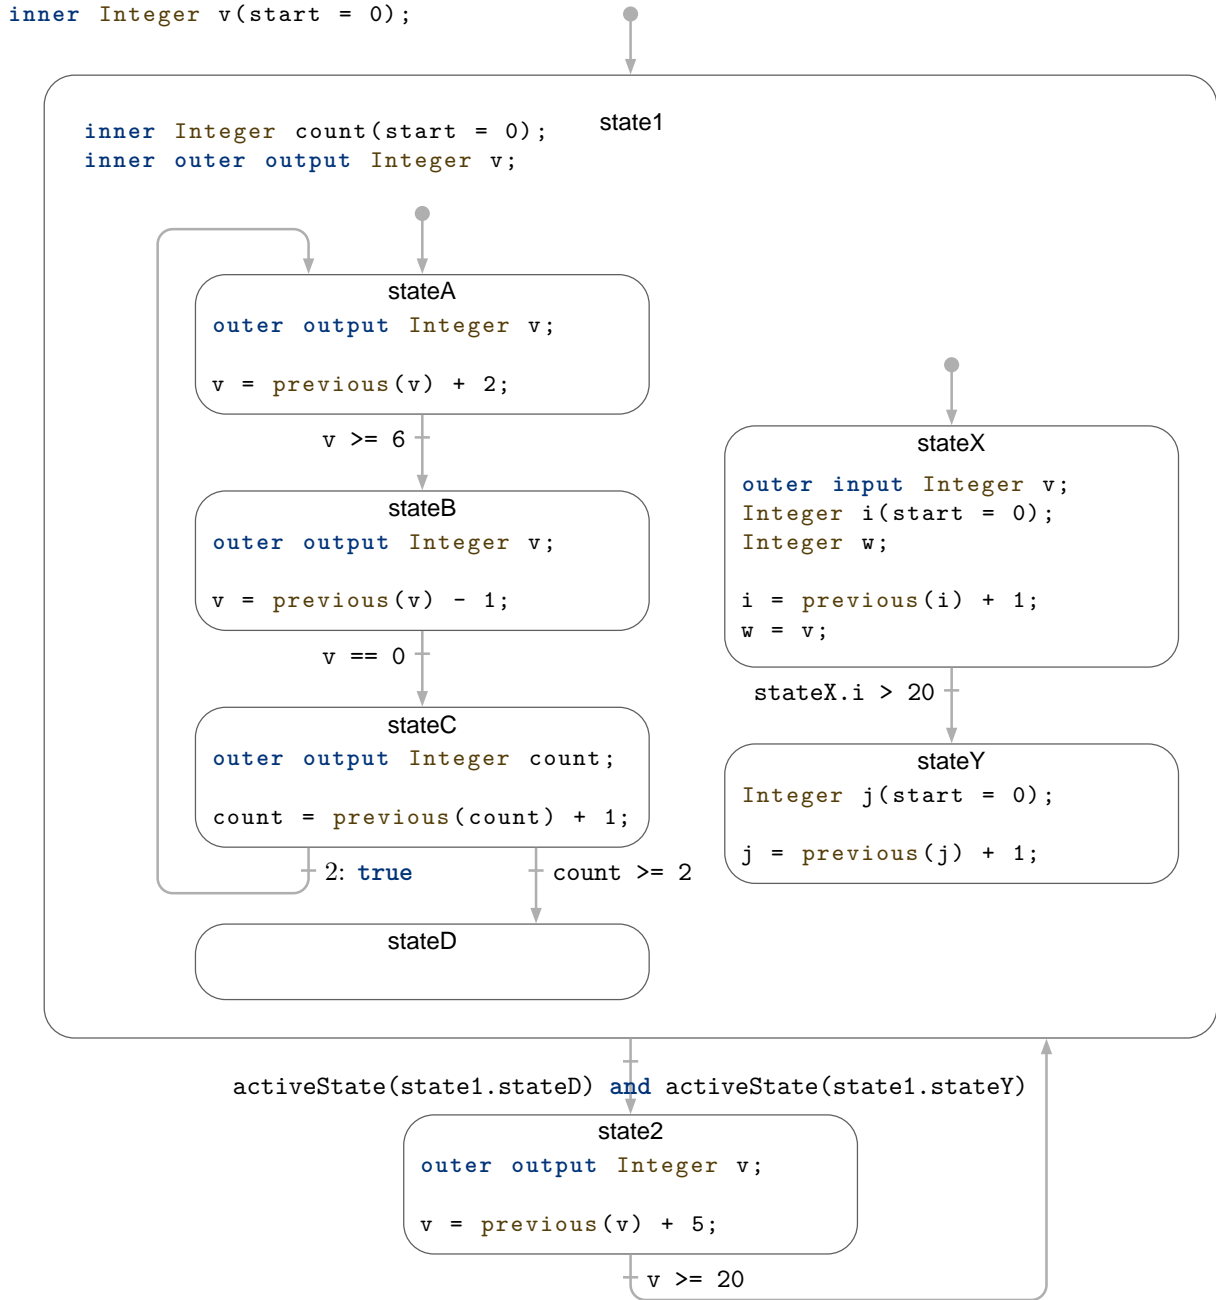 inner Integer v(start = 0);
state1
inner Integer count(start = 0);
inner outer output Integer v;
stateA
outer output Integer v;
v = previous(v) + 2;
v >= 6
stateB
outer output Integer v;
v = previous(v) - 1;
v == 0
stateC
outer output Integer count;
count = previous(count) + 1;
2: true
count >= 2
stateD
stateX
outer input Integer v;
Integer i(start = 0);
Integer w;
i = previous(i) + 1;
w = v;
stateX.i > 20
stateY
Integer j(start = 0);
j = previous(j) + 1;
activeState(state1.stateD) and activeState(state1.stateY)
state2
outer output Integer v;
v = previous(v) + 5;
v >= 20